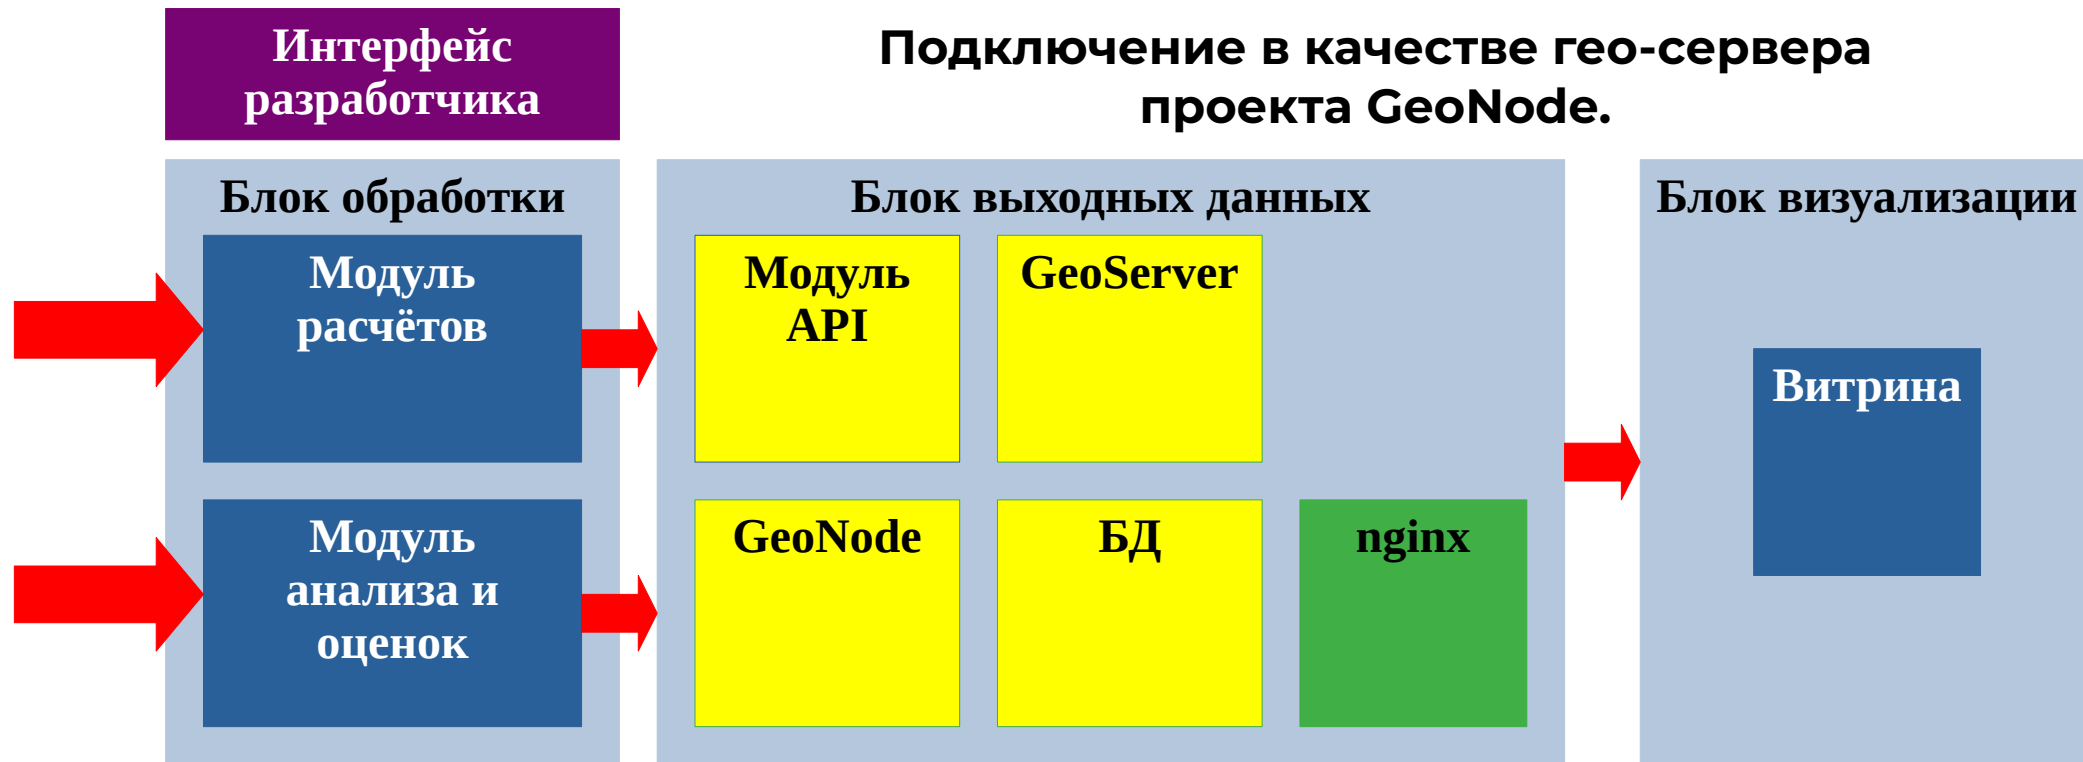 Интерфейс
разработчика
Подключение в качестве гео-сервера
проекта GeoNode.
Блок обработки
Модуль
расчётов
Модуль
анализа и
оценок
Блок выходных данных
Модуль
API
GeoServer
GeoNode
БД
nginx
Блок визуализации
Витрина